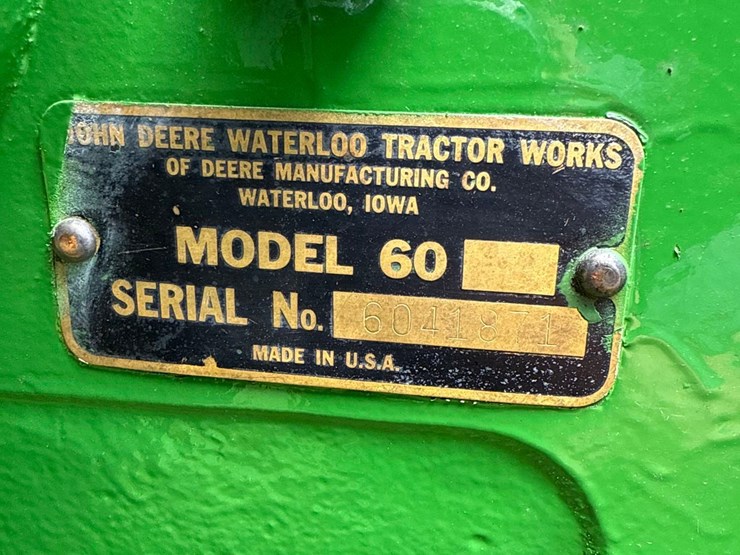 JOHN DEERE WATERLOO TRACTOR WORKS
OF DEERE MANUFACTURING CO.
WATERLOO, IOWA
MODEL 60
SERIAL No. 6041871
MADE IN U.S.A.